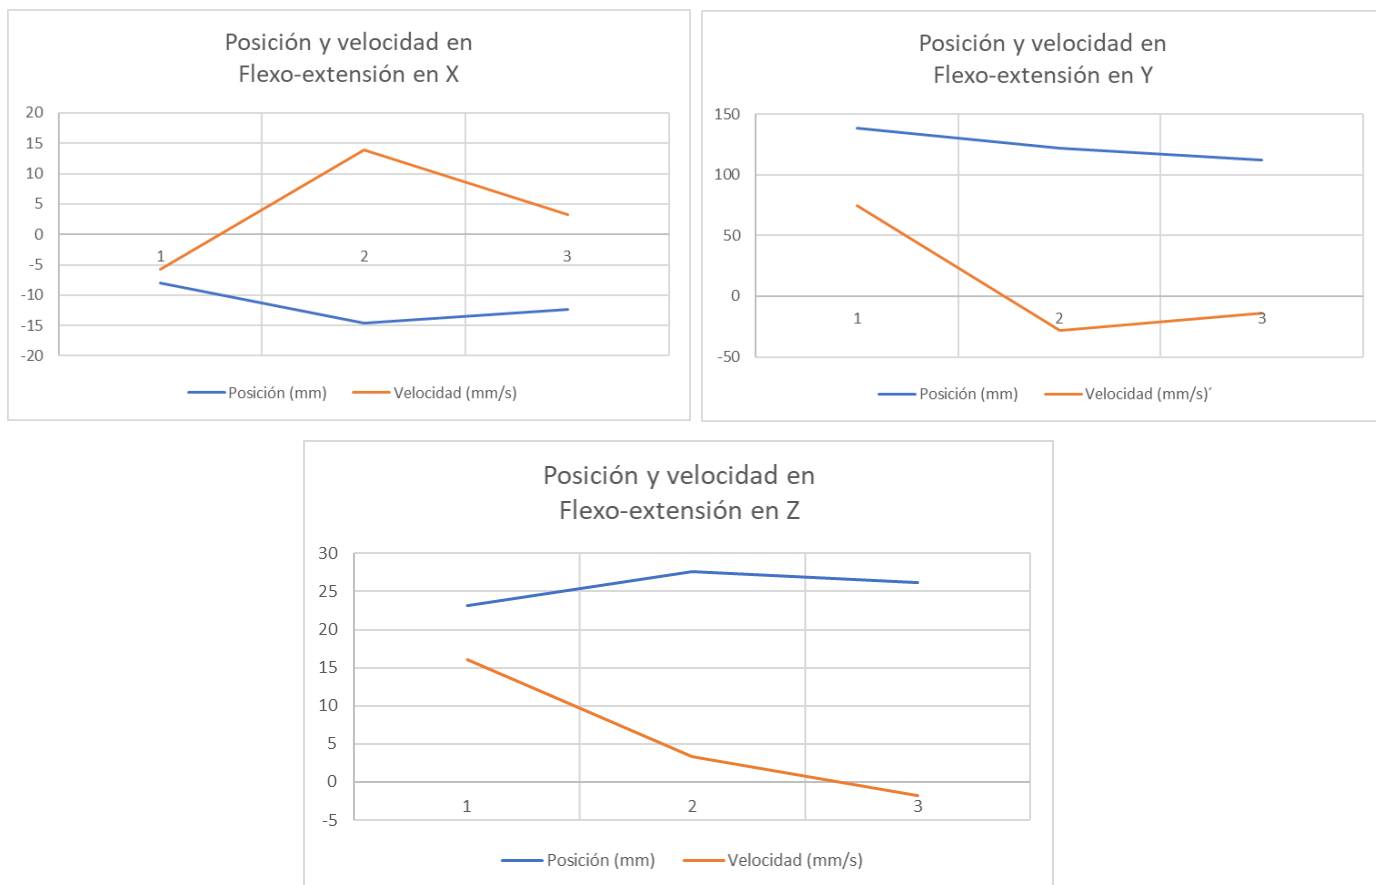 Posición y velocidad en
Flexo-extensión en X
20
15
10
5
0
-5
-10
-15
-20
1 2 3
Posición (mm) Velocidad (mm/s)
Posición y velocidad en
Flexo-extensión en Y
150
100
50
0
-50
1 2 3
Posición (mm) Velocidad (mm/s)´
Posición y velocidad en
Flexo-extensión en Z
30
25
20
15
10
5
0
-5
1 2 3
Posición (mm) Velocidad (mm/s)